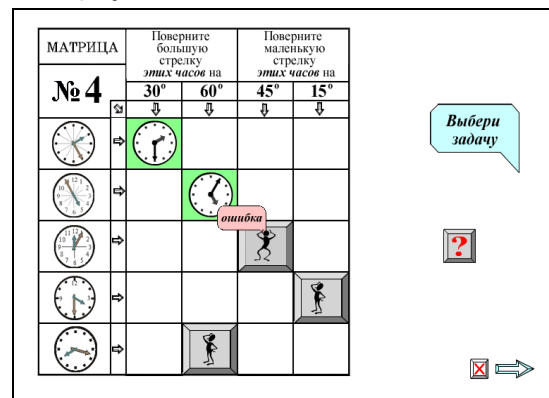 МАТРИЦА
Поверните
большую
стрелку
этих часов на
Поверните
маленькую
стрелку
этих часов на
№ 4
30° 60° 45° 15°
Выбери
задачу
ошибка
?